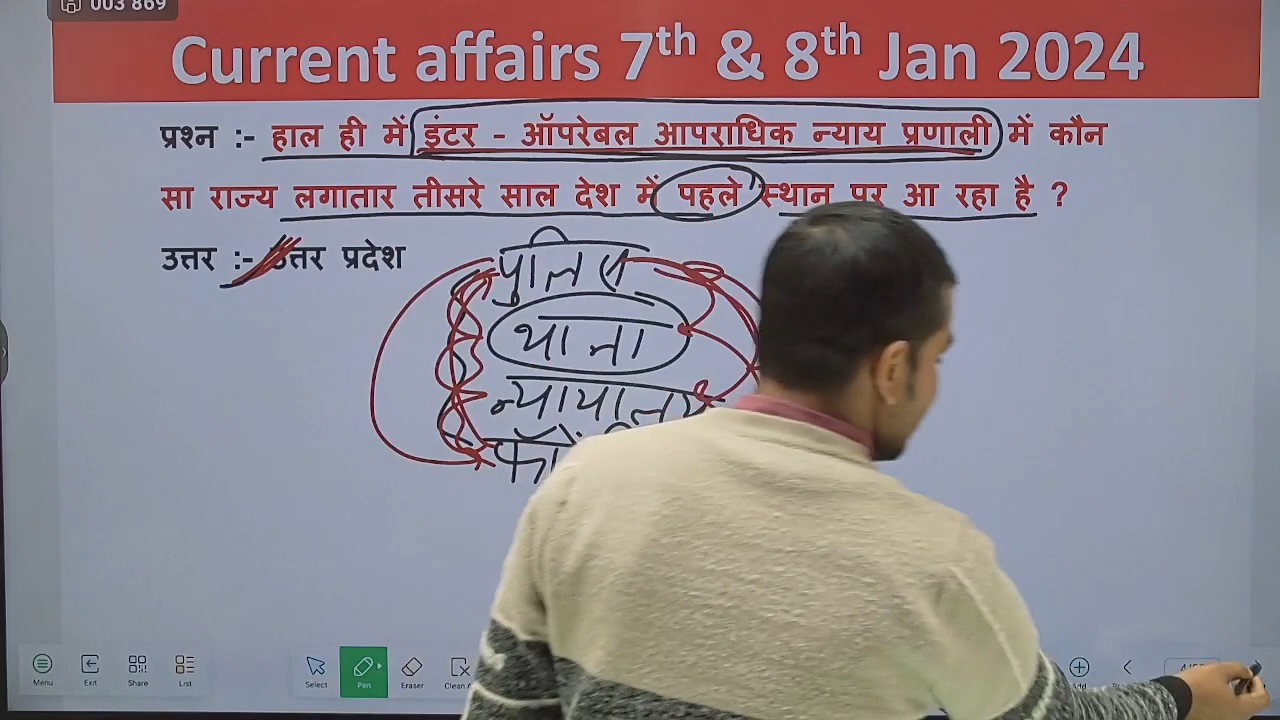 003 869
Current affairs 7th & 8th Jan 2024
प्रश्न :- हाल ही में इंटर - ऑपरेबल आपराधिक न्याय प्रणाली में कौन
सा राज्य लगातार तीसरे साल देश में पहले स्थान पर आ रहा है ?
उत्तर :- उत्तर प्रदेश
पुलिस
थाना
न्यायालय
Menu Exit Share List Select Pen Eraser Clean